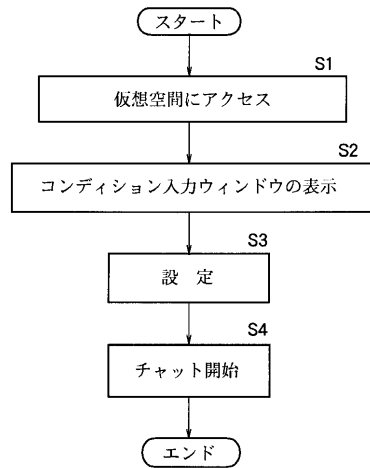 スタート
S1
仮想空間にアクセス
S2
コンディション入力ウィンドウの表示
S3
設 定
S4
チャット開始
エンド